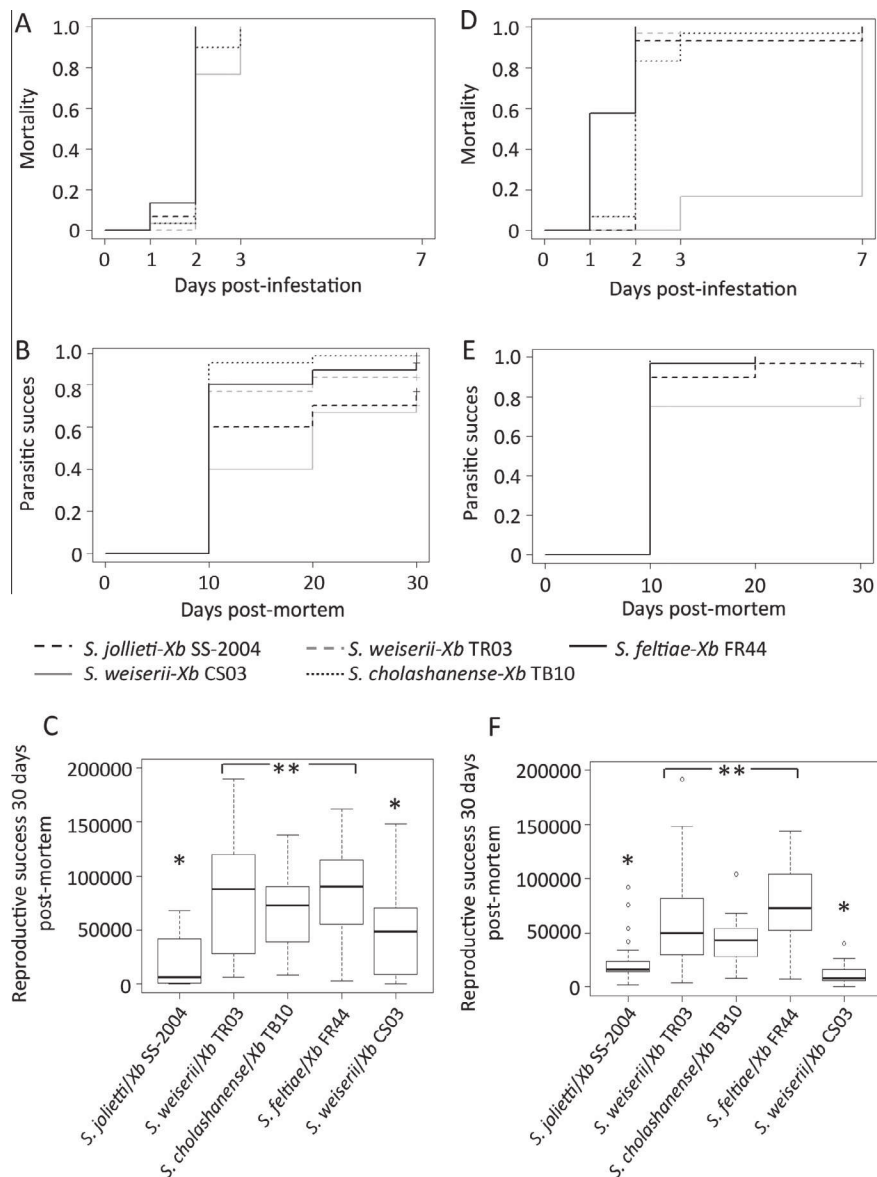 A
1.0
0.8
0.6
0.4
0.2
0
Mortality
0 1 2 3 7
Days post-infestation
D
1.0
0.8
0.6
0.4
0.2
0
Mortality
0 1 2 3 7
Days post-infestation
B
1.0
0.8
0.6
0.4
0.2
0
Parasitic succes
0 10 20 30
Days post-mortem
E
1.0
0.8
0.6
0.4
0.2
0
Parasitic succes
0 10 20 30
Days post-mortem
S. jollieti-Xb SS-2004
S. weiserii-Xb TR03
S. feltiae-Xb FR44
S. weiserii-Xb CS03
S. cholashanense-Xb TB10
C
Reproductive success 30 days
post-mortem
200000
150000
100000
50000
0
*
**
*
S. jolietti/Xb SS-2004
S. weiserii/Xb TR03
S. cholashanense/Xb TB10
S. feltiae/Xb FR44
S. weiserii/Xb CS03
F
Reproductive success 30 days
post-mortem
200000
150000
100000
50000
0
*
**
*
S. jolietti/Xb SS-2004
S. weiserii/Xb TR03
S. cholashanense/Xb TB10
S. feltiae/Xb FR44
S. weiserii/Xb CS03